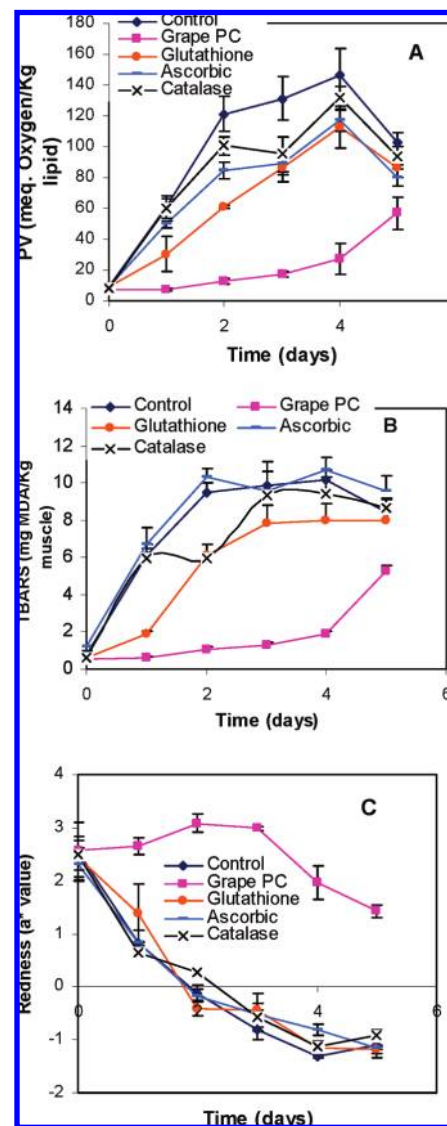 Control
Grape PC
Glutathione
Ascorbic
Catalase
A
180
160
140
120
100
80
60
40
20
0
PV (meq. Oxygen/Kg
lipid)
0 2 4
Time (days)
Control Grape PC
Glutathione Ascorbic
Catalase
B
14
12
10
8
6
4
2
0
TBARS (mg MDA/Kg
muscle)
0 2 4 6
Time (days)
C
4
3
2
1
0
-1
-2
Redness (a* value)
Control
Grape PC
Glutathione
Ascorbic
Catalase
0 2 4 6
Time (days)